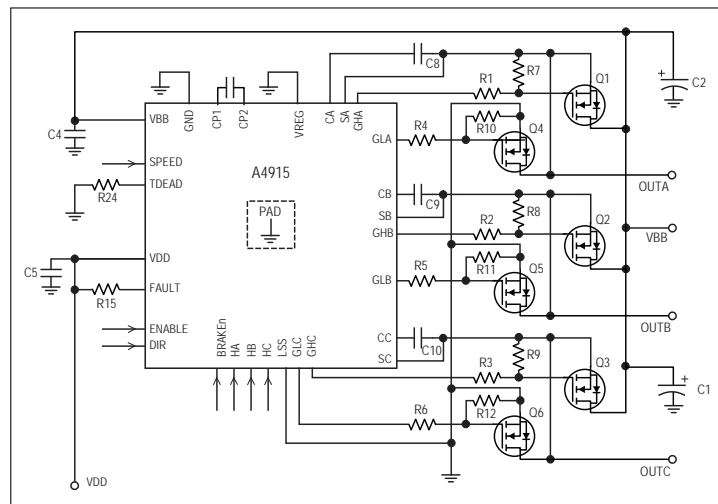 CA
SA
GHA
C8
R7
R1
Q1
C2
+
C4
VBB
GND
CP1
CP2
VREG
GLA
R4
R10
Q4
SPEED
TDEAD
R24
A4915
OUTA
CB
SB
GHB
C9
R8
R2
Q2
PAD
VBB
VDD
C5
GLB
R5
R11
Q5
FAULT
R15
OUTB
ENABLE
DIR
BRAKEn
HA
HB
HC
LSS
GLC
GHC
CC
SC
C10
R9
R3
Q3
+
C1
R6
R12
Q6
OUTC
VDD